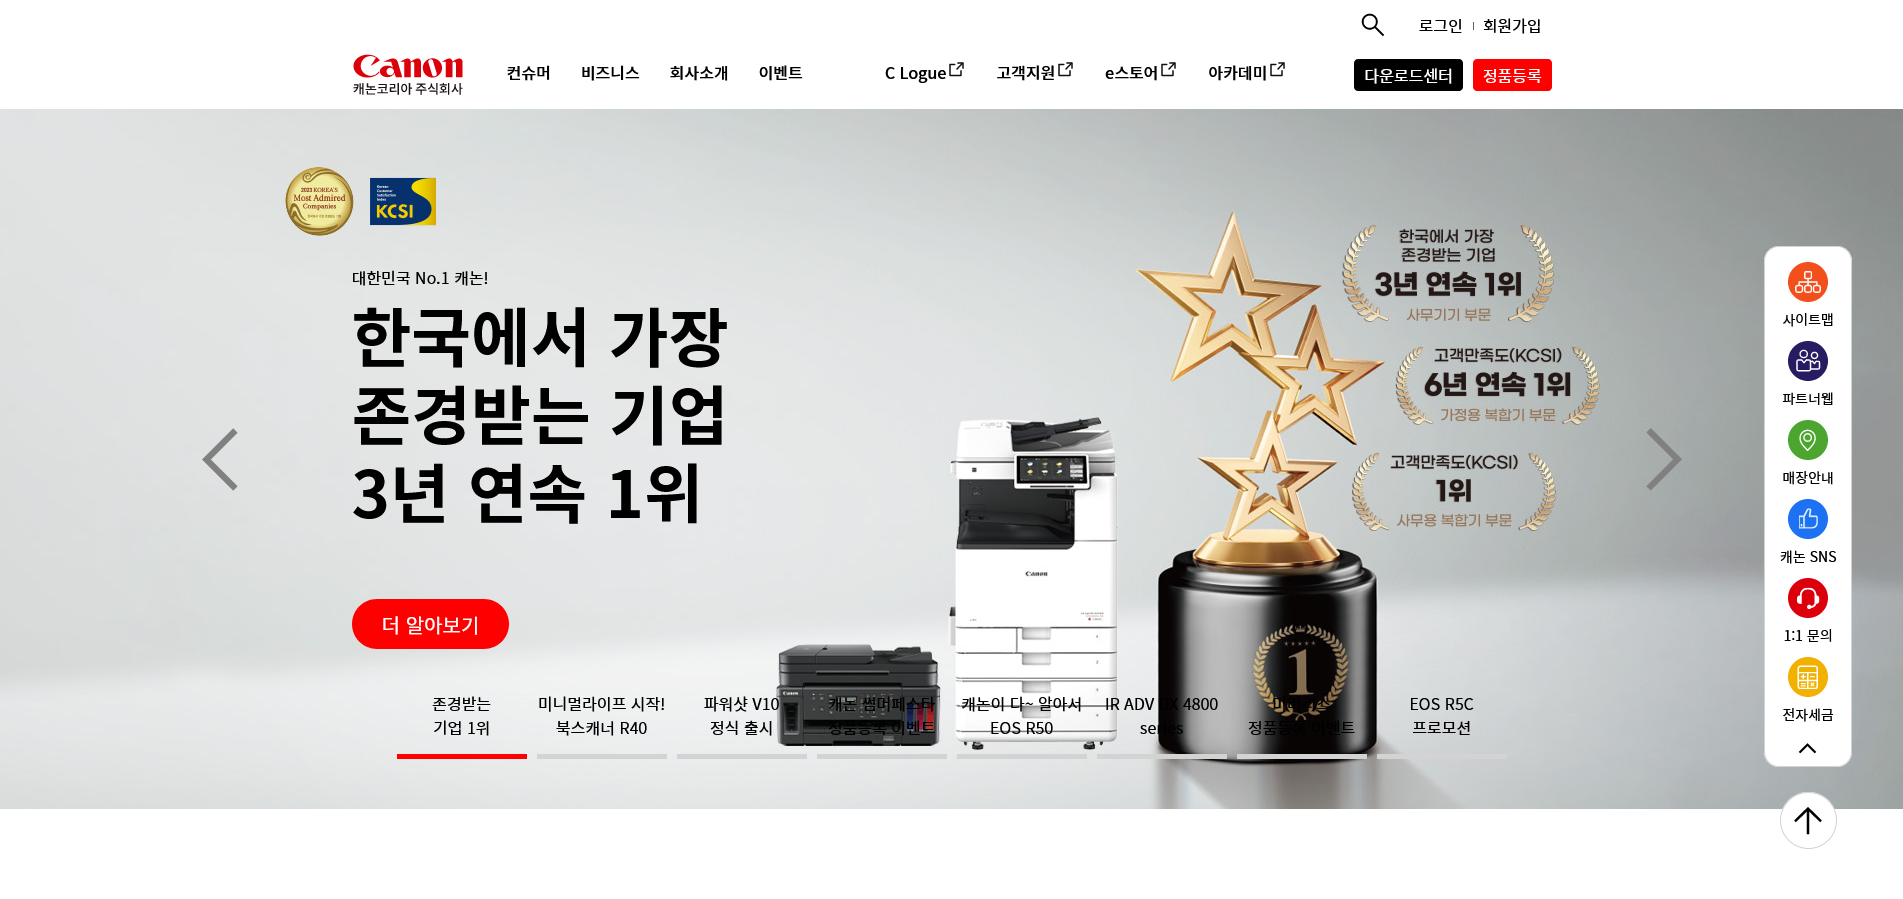 로그인 회원가입
Canon
캐논코리아 주식회사
컨슈머 비즈니스 회사소개 이벤트 C Logue 고객지원 e스토어 아카데미 다운로드센터 정품등록
2023 KOREA'S
Most Admired
Companies
Korean
Customer
Satisfaction
Index
KCSI
대한민국 No.1 캐논!
한국에서 가장
존경받는 기업
3년 연속 1위
더 알아보기
한국에서 가장
존경받는 기업
3년 연속 1위
사무기기 부문
고객만족도(KCSI)
6년 연속 1위
가정용 복합기 부문
고객만족도(KCSI)
1위
사무용 복합기 부문
Canon
Canon
1
존경받는
기업 1위
미니멀라이프 시작!
북스캐너 R40
파워샷 V10
정식 출시
캐논 썸머페스타
정품등록 이벤트
캐논이 다~ 알아서
EOS R50
IR ADV DX 4800
series
정품등록 이벤트
EOS R5C
프로모션
사이트맵
파트너웹
매장안내
캐논 SNS
1:1 문의
전자세금